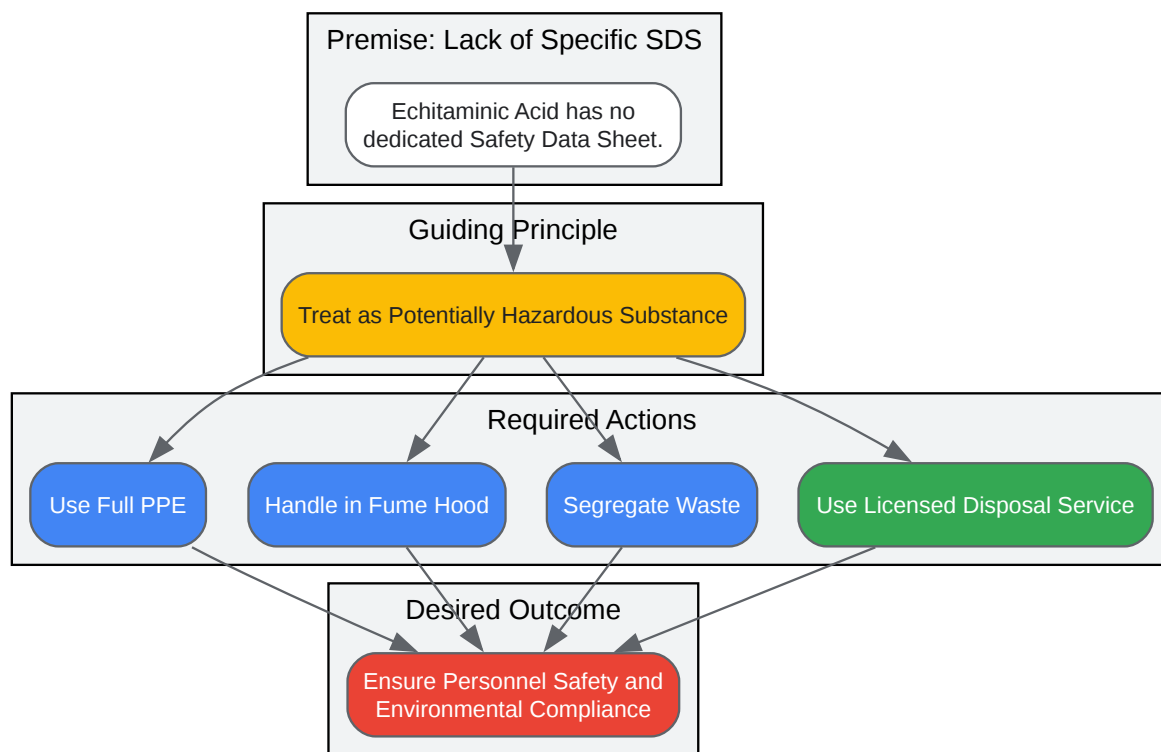 Premise: Lack of Specific SDS
Echitaminic Acid has no
dedicated Safety Data Sheet.
Guiding Principle
Treat as Potentially Hazardous Substance
Required Actions
Use Full PPE
Handle in Fume Hood
Segregate Waste
Use Licensed Disposal Service
Desired Outcome
Ensure Personnel Safety and
Environmental Compliance